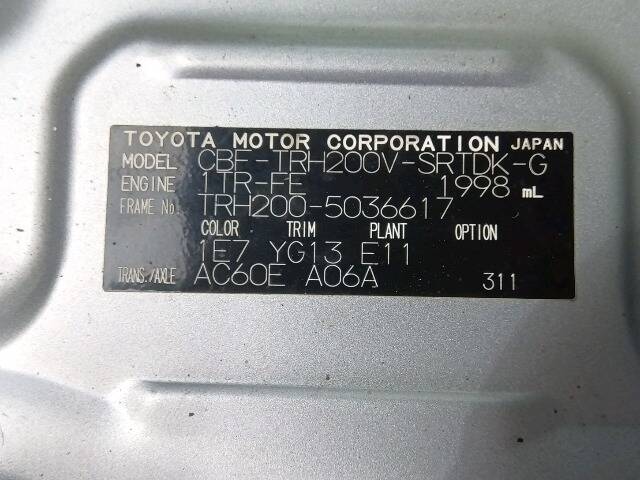 TOYOTA MOTOR CORPORATION JAPAN
MODEL CBF-TRH200V-SRTDK-G
ENGINE 1TR-FE 1998 mL
FRAME No. TRH200-5036617
COLOR TRIM PLANT OPTION
1E7 YG13 E11
TRANS./AXLE AC60E A06A 311